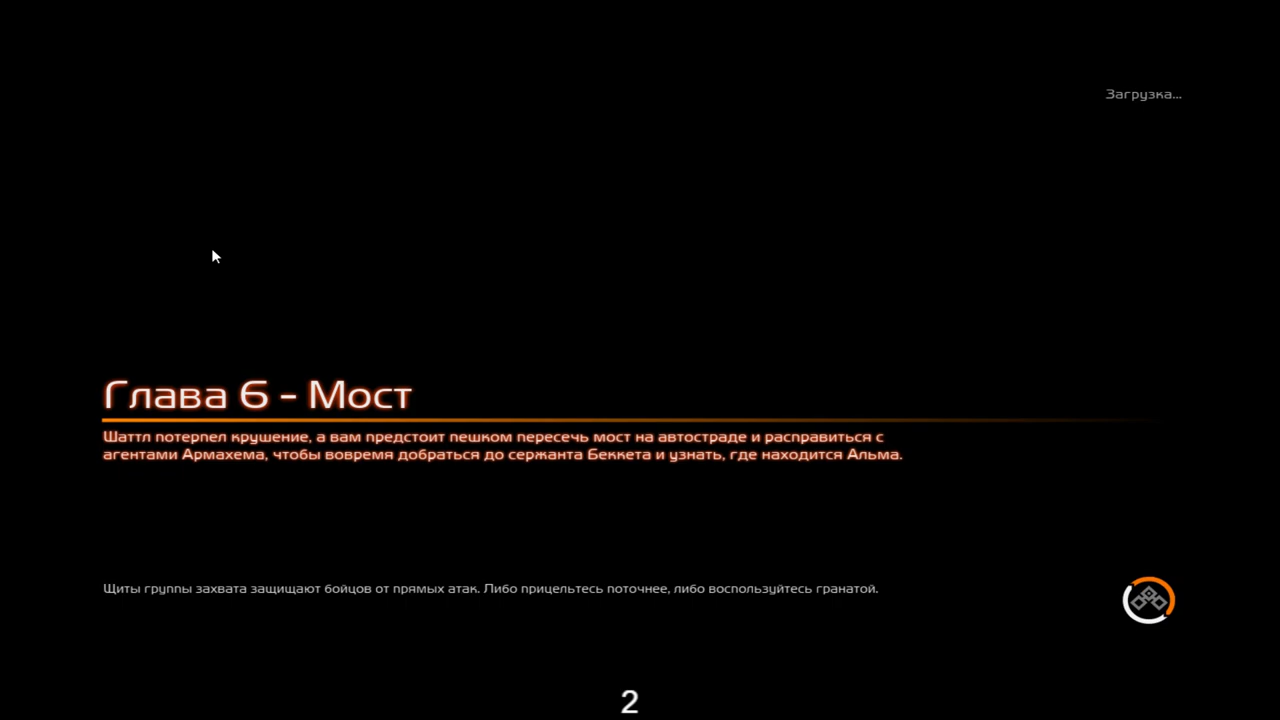 Загрузка...
Глава 6 - Мост
Шаттл потерпел крушение, а вам предстоит пешком пересечь мост на автостраде и расправиться с
агентами Армахема, чтобы вовремя добраться до сержанта Беккета и узнать, где находится Альма.
Щиты группы захвата защищают бойцов от прямых атак. Либо прицельтесь поточнее, либо воспользуйтесь гранатой.
2